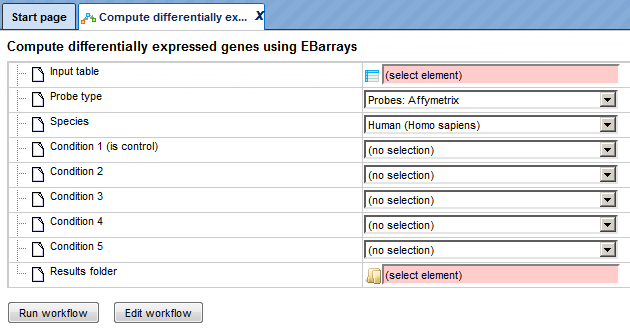 Start page
Compute differentially ex... X
Compute differentially expressed genes using EBarrays
Input table (select element)
Probe type Probes: Affymetrix
Species Human (Homo sapiens)
Condition 1 (is control) (no selection)
Condition 2 (no selection)
Condition 3 (no selection)
Condition 4 (no selection)
Condition 5 (no selection)
Results folder (select element)
Run workflow Edit workflow